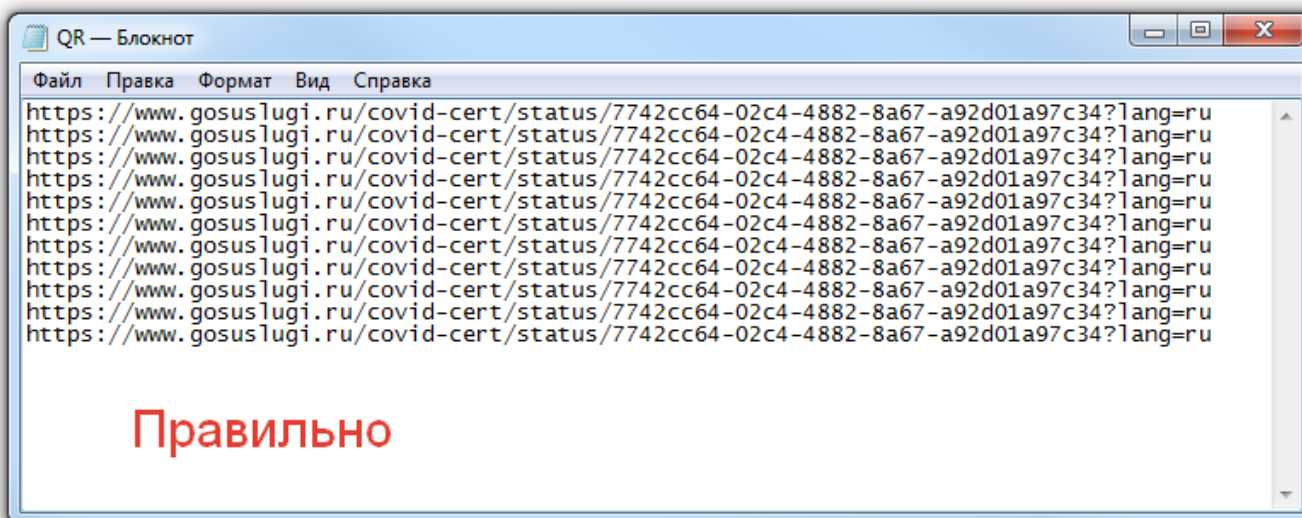 QR — Блокнот
Файл Правка Формат Вид Справка
https://www.gosuslugi.ru/covid-cert/status/7742cc64-02c4-4882-8a67-a92d01a97c34?lang=ru
https://www.gosuslugi.ru/covid-cert/status/7742cc64-02c4-4882-8a67-a92d01a97c34?lang=ru
https://www.gosuslugi.ru/covid-cert/status/7742cc64-02c4-4882-8a67-a92d01a97c34?lang=ru
https://www.gosuslugi.ru/covid-cert/status/7742cc64-02c4-4882-8a67-a92d01a97c34?lang=ru
https://www.gosuslugi.ru/covid-cert/status/7742cc64-02c4-4882-8a67-a92d01a97c34?lang=ru
https://www.gosuslugi.ru/covid-cert/status/7742cc64-02c4-4882-8a67-a92d01a97c34?lang=ru
https://www.gosuslugi.ru/covid-cert/status/7742cc64-02c4-4882-8a67-a92d01a97c34?lang=ru
https://www.gosuslugi.ru/covid-cert/status/7742cc64-02c4-4882-8a67-a92d01a97c34?lang=ru
https://www.gosuslugi.ru/covid-cert/status/7742cc64-02c4-4882-8a67-a92d01a97c34?lang=ru
https://www.gosuslugi.ru/covid-cert/status/7742cc64-02c4-4882-8a67-a92d01a97c34?lang=ru
https://www.gosuslugi.ru/covid-cert/status/7742cc64-02c4-4882-8a67-a92d01a97c34?lang=ru
Правильно